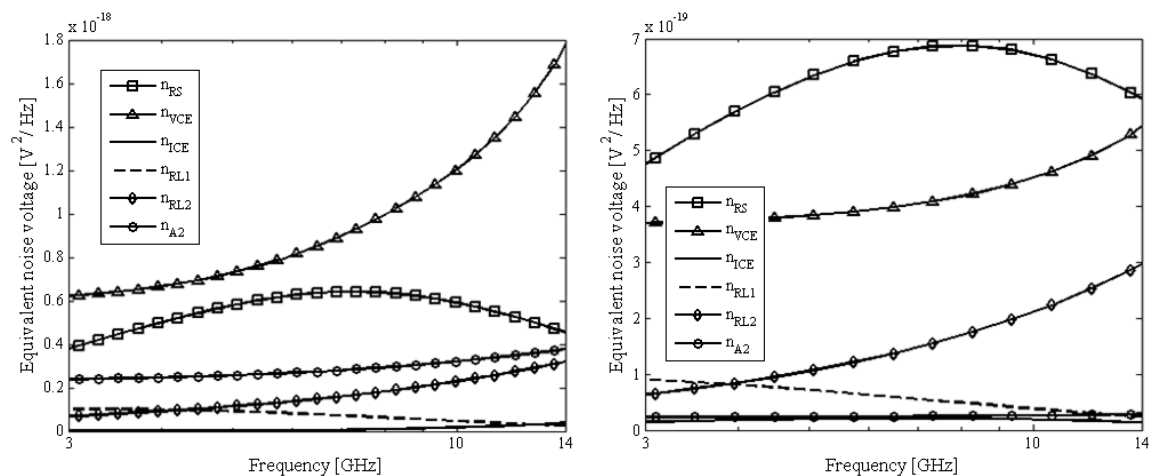 x 10^-18
1.8
1.6
1.4
1.2
1
0.8
0.6
0.4
0.2
0
3
10
14
Equivalent noise voltage [V^2/Hz]
Frequency [GHz]
n_RS
n_VCE
n_ICE
n_RL1
n_RL2
n_A2
x 10^-19
7
6
5
4
3
2
1
0
3
10
14
Equivalent noise voltage [V^2/Hz]
Frequency [GHz]
n_RS
n_VCE
n_ICE
n_RL1
n_RL2
n_A2